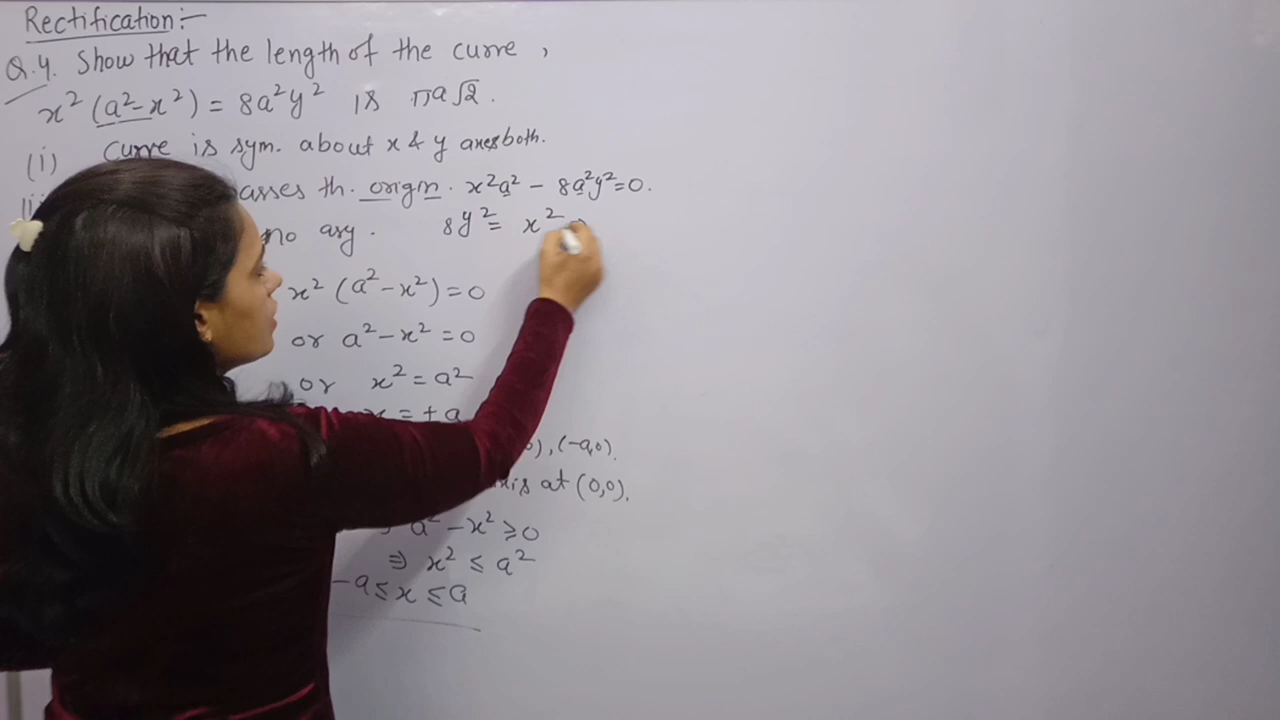 Rectification:-
Q.4. Show that the length of the curve,
x² (a²-x²) = 8a²y² is πa√2.
(i) Curve is sym. about x & y axes both.
asses th. origin. x²a² - 8a²y²=0.
no asy. 8y² = x²
x² (a²-x²) = 0
or a²-x² = 0
or x² = a²
x = ±a
), (-a,0).
xis at (0,0).
a²-x² ≥ 0
⇒ x² ≤ a²
-a ≤ x ≤ a